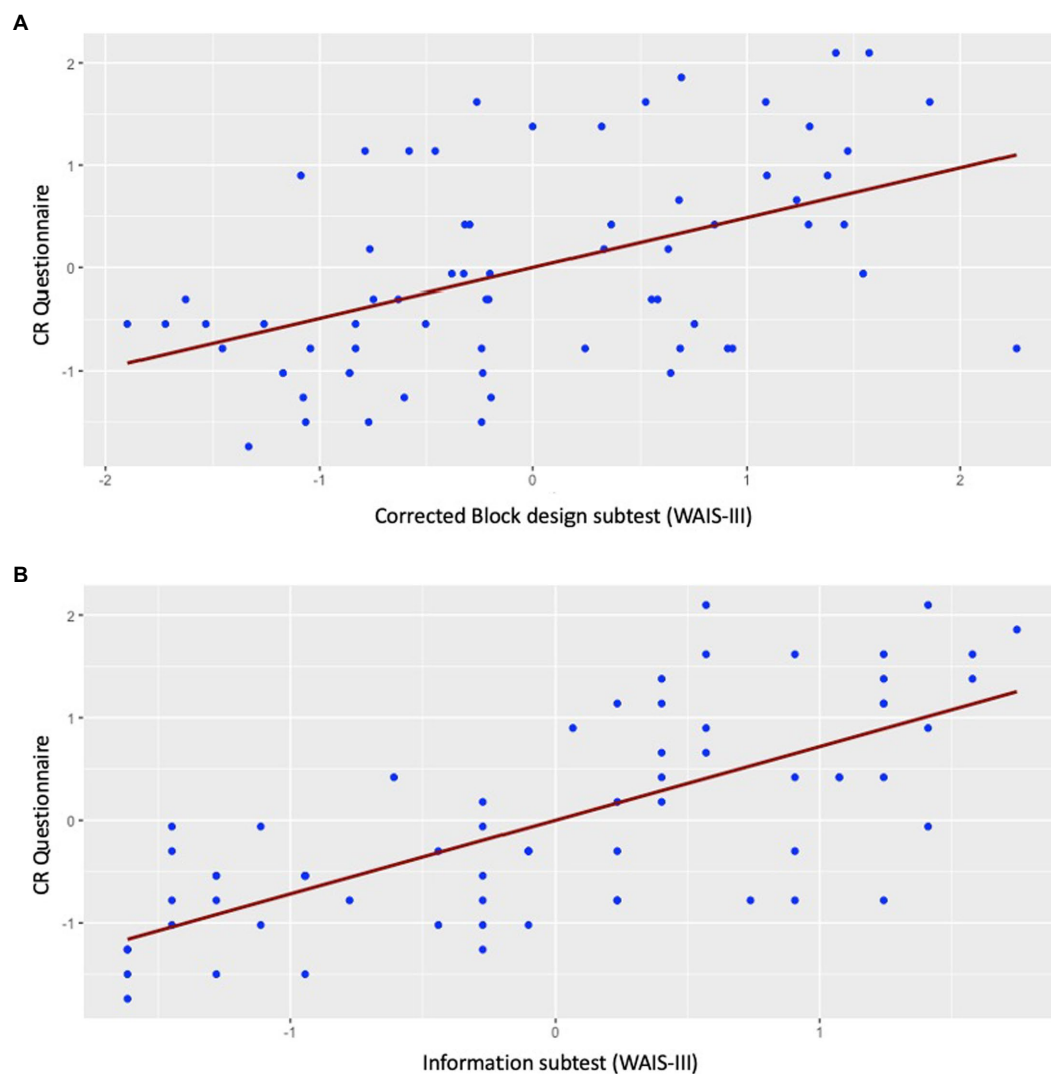 A
2
1
0
-1
CR Questionnaire
-2 -1 0 1 2
Corrected Block design subtest (WAIS-III)
B
2
1
0
-1
CR Questionnaire
-1 0 1
Information subtest (WAIS-III)